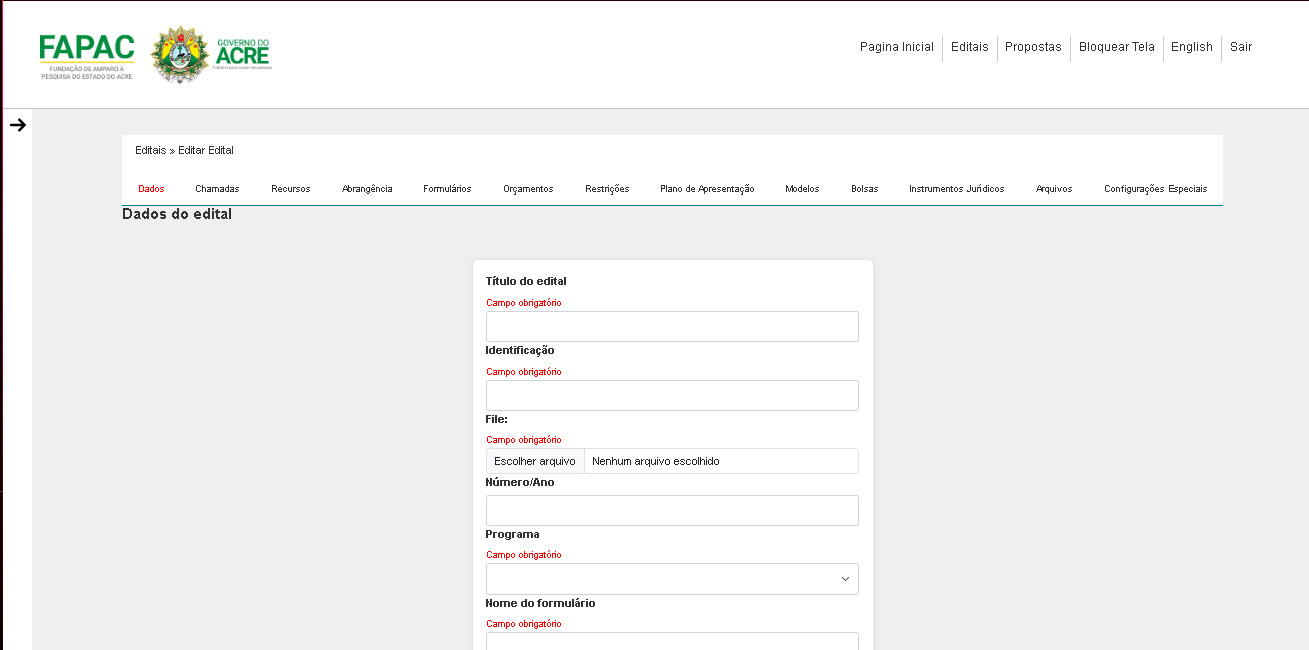 FAPAC
FUNDAÇÃO DE AMPARO À
PESQUISA DO ESTADO DO ACRE
GOVERNO DO
ACRE
Pagina Inicial
Editais
Propostas
Bloquear Tela
English
Sair
Editais » Editar Edital
Dados
Chamadas
Recursos
Abrangência
Formulários
Orçamentos
Restrições
Plano de Apresentação
Modelos
Bolsas
Instrumentos Jurídicos
Arquivos
Configurações Especiais
Dados do edital
Título do edital
Campo obrigatório
Identificação
Campo obrigatório
File:
Campo obrigatório
Escolher arquivo
Nenhum arquivo escolhido
Número/Ano
Programa
Campo obrigatório
Nome do formulário
Campo obrigatório